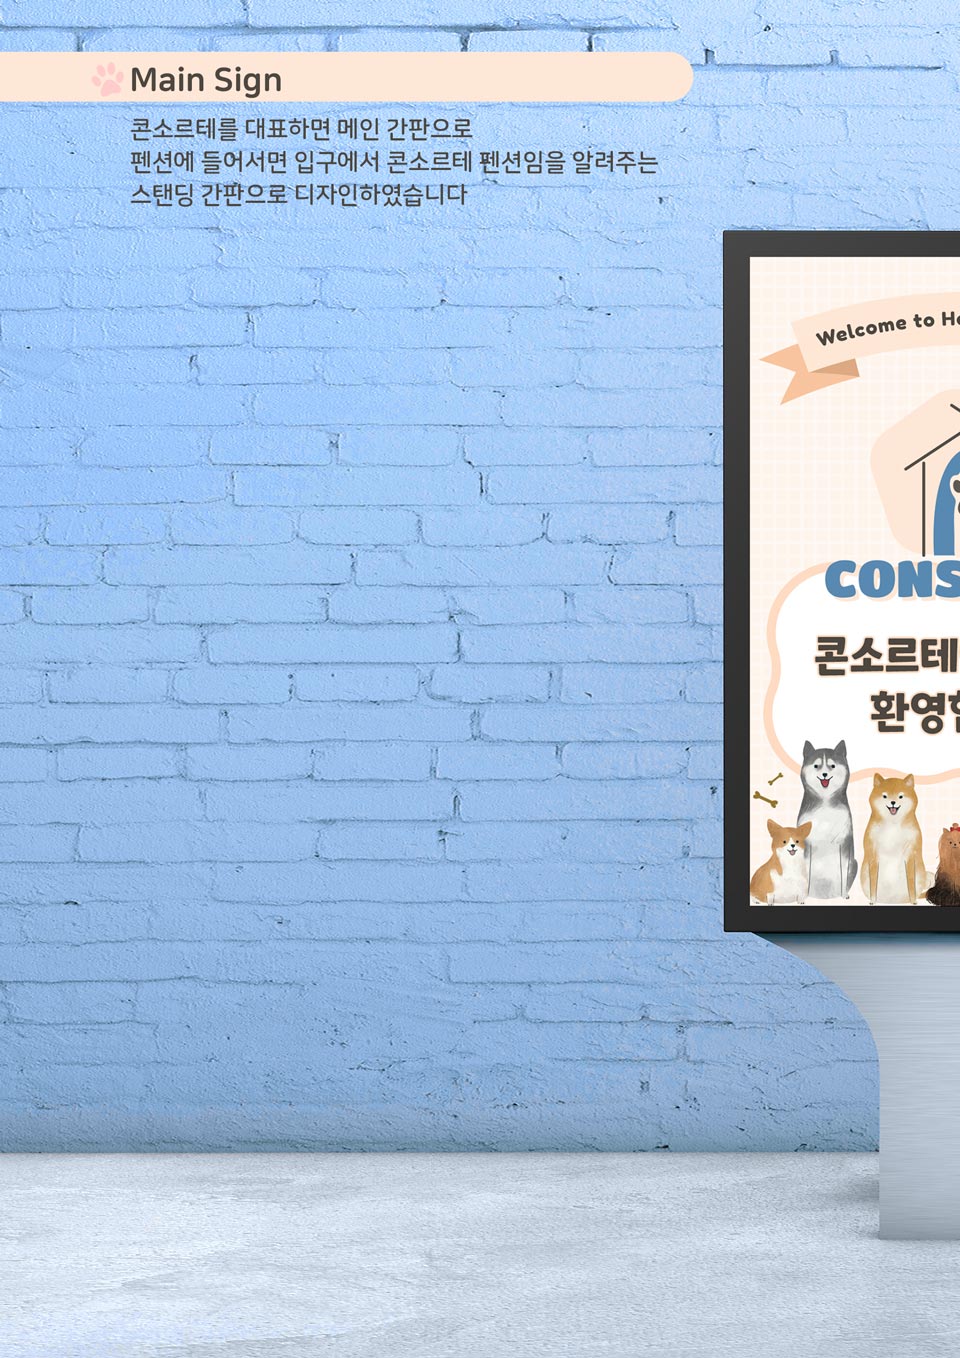 Main Sign
콘소르테를 대표하면 메인 간판으로
펜션에 들어서면 입구에서 콘소르테 펜션임을 알려주는
스탠딩 간판으로 디자인하였습니다
Welcome to
CONS
콘소르테
환영